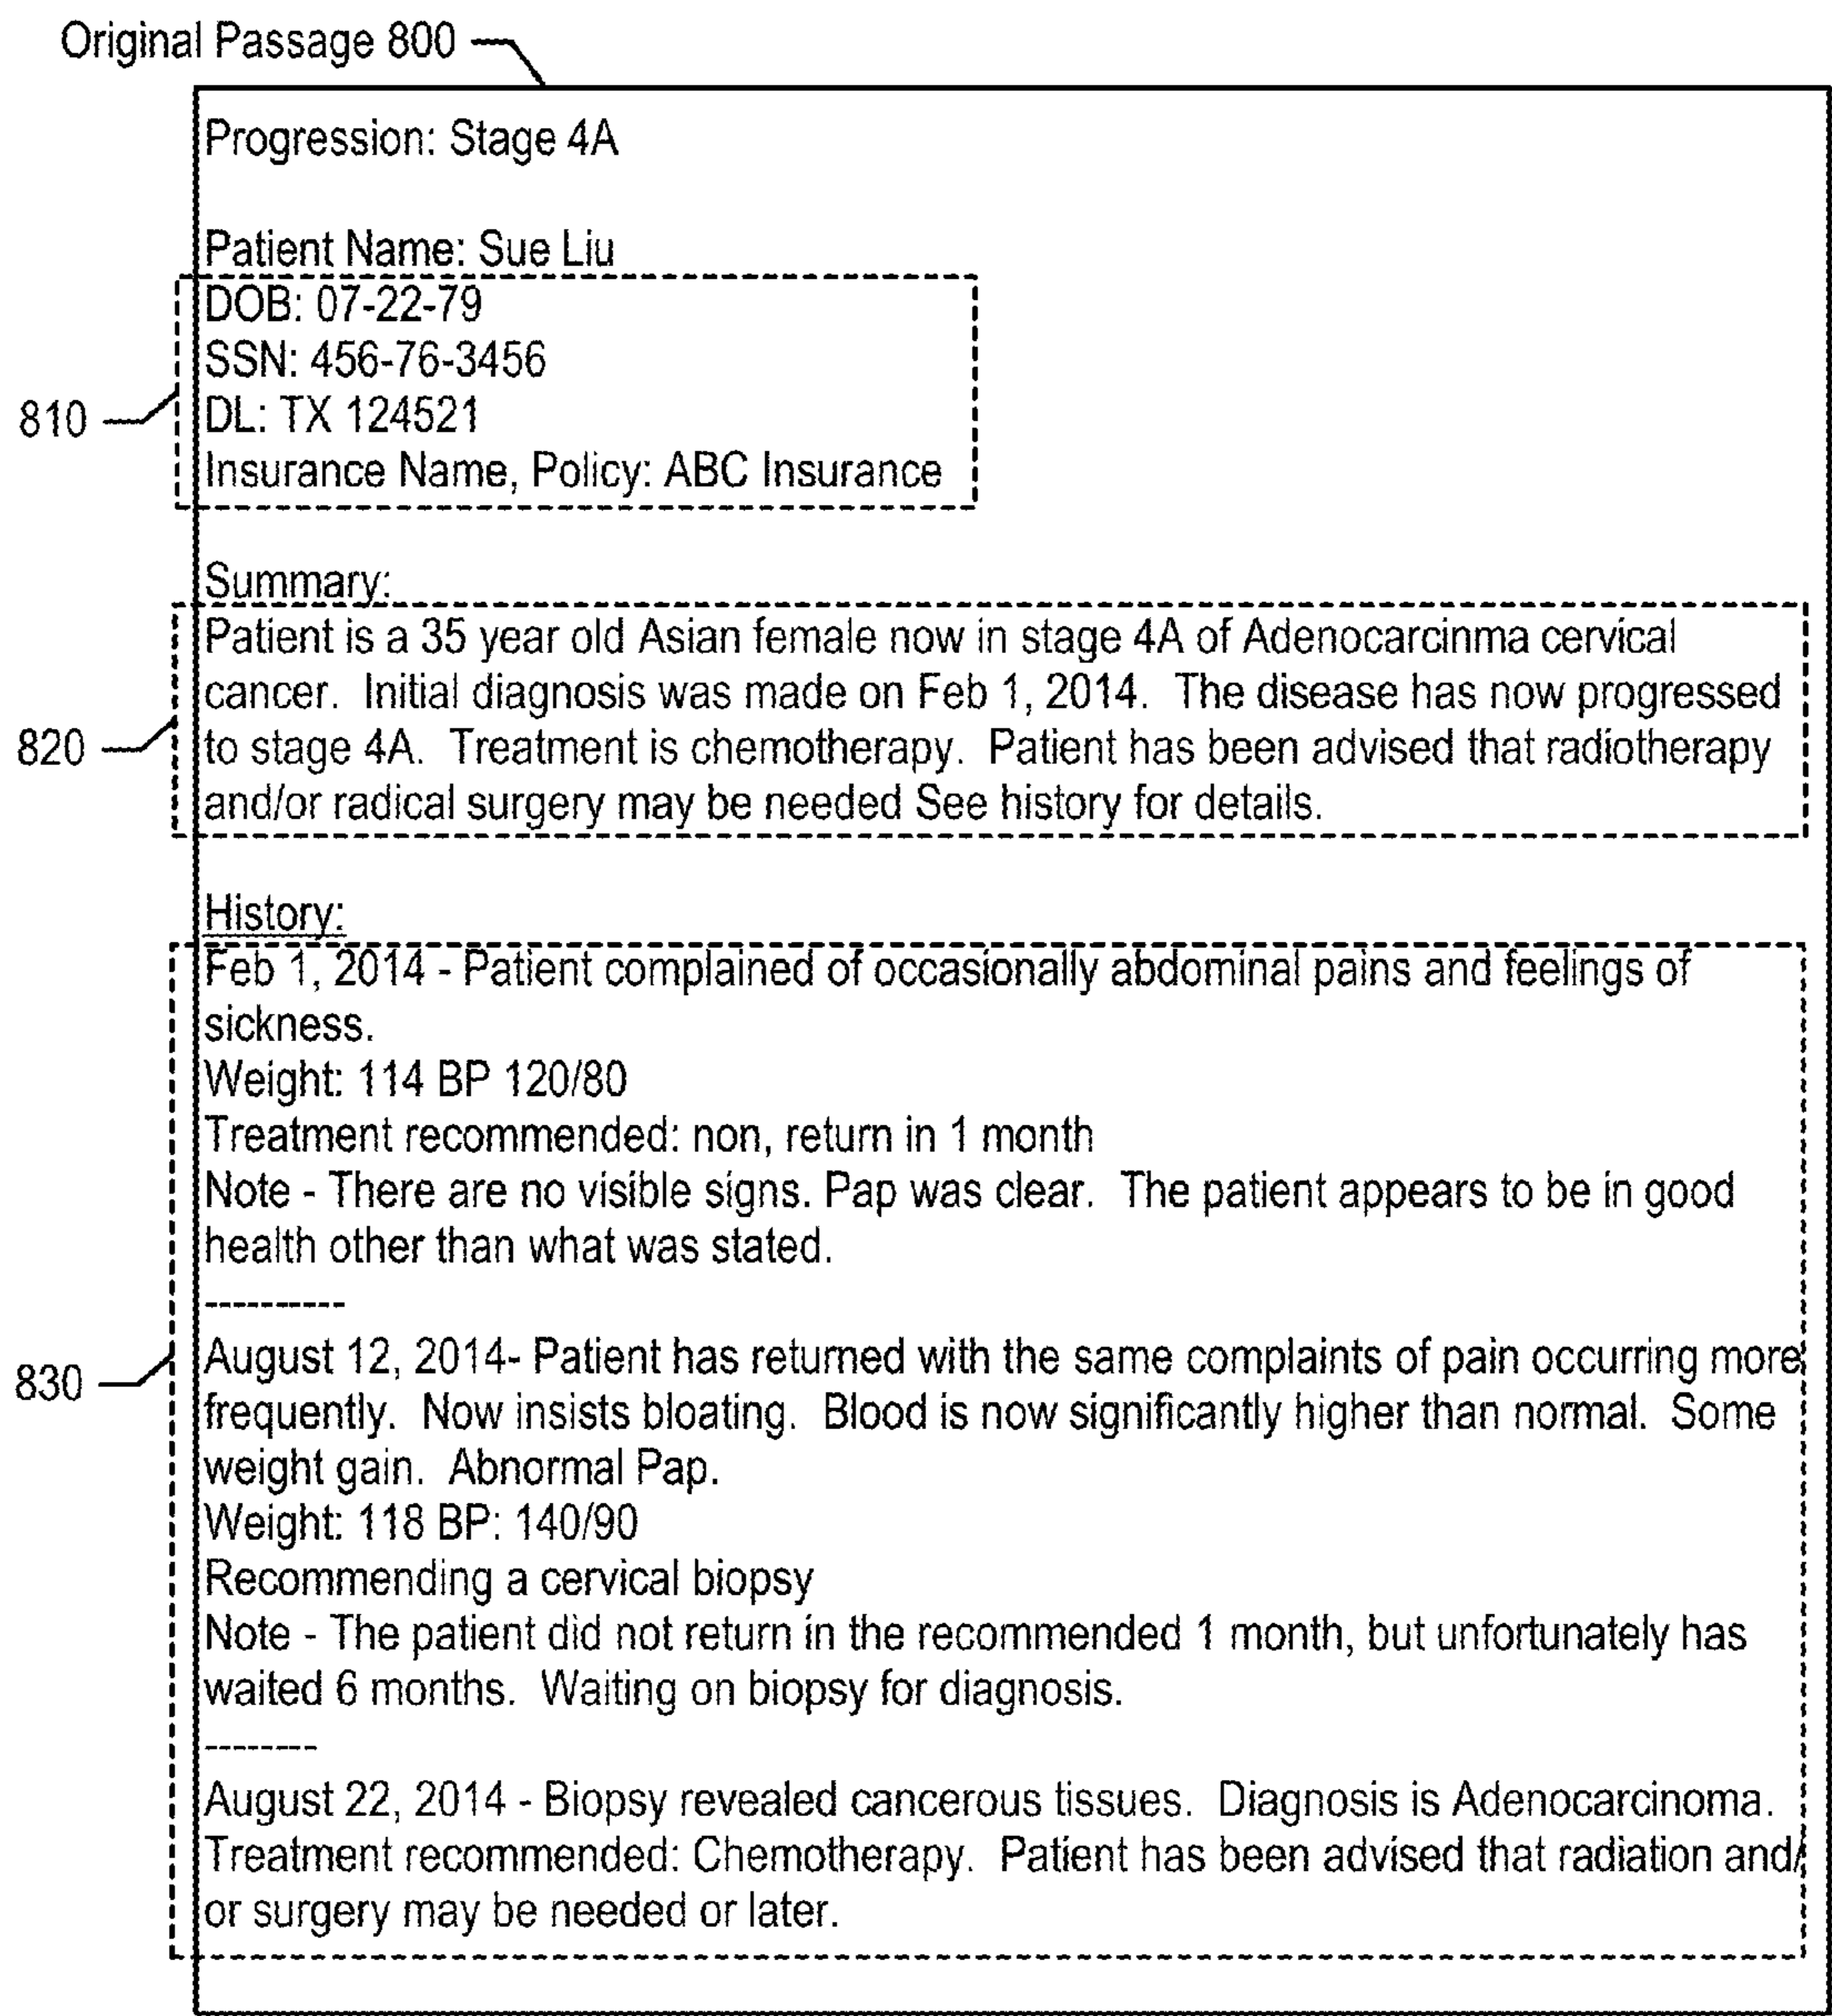 Original Passage 800
Progression: Stage 4A
Patient Name: Sue Liu
DOB: 07-22-79
SSN: 456-76-3456
810
DL: TX 124521
Insurance Name, Policy: ABC Insurance
Summary:
Patient is a 35 year old Asian female now in stage 4A of Adenocarcinma cervical
cancer. Initial diagnosis was made on Feb 1, 2014. The disease has now progressed
820
to stage 4A. Treatment is chemotherapy. Patient has been advised that radiotherapy
and/or radical surgery may be needed See history for details.
History:
Feb 1, 2014 - Patient complained of occasionally abdominal pains and feelings of
sickness.
Weight: 114 BP 120/80
Treatment recommended: non, return in 1 month
Note - There are no visible signs. Pap was clear. The patient appears to be in good
health other than what was stated.
----------
830
August 12, 2014- Patient has returned with the same complaints of pain occurring more
frequently. Now insists bloating. Blood is now significantly higher than normal. Some
weight gain. Abnormal Pap.
Weight: 118 BP: 140/90
Recommending a cervical biopsy
Note - The patient did not return in the recommended 1 month, but unfortunately has
waited 6 months. Waiting on biopsy for diagnosis.
--------
August 22, 2014 - Biopsy revealed cancerous tissues. Diagnosis is Adenocarcinoma.
Treatment recommended: Chemotherapy. Patient has been advised that radiation and/
or surgery may be needed or later.